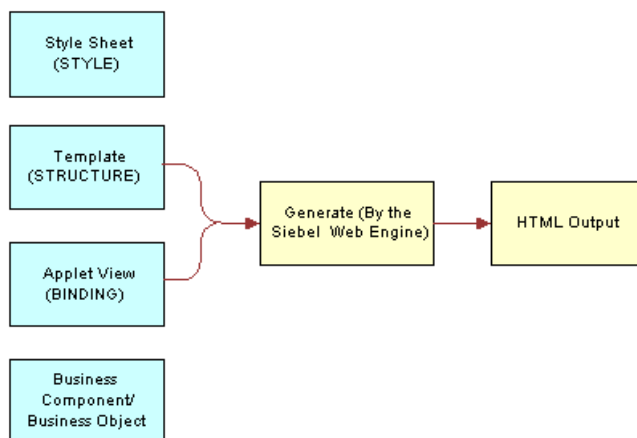 Style Sheet
(STYLE)
Template
(STRUCTURE)
Applet View
(BINDING)
Business
Component/
Business Object
Generate (By the
Siebel Web Engine)
HTML Output